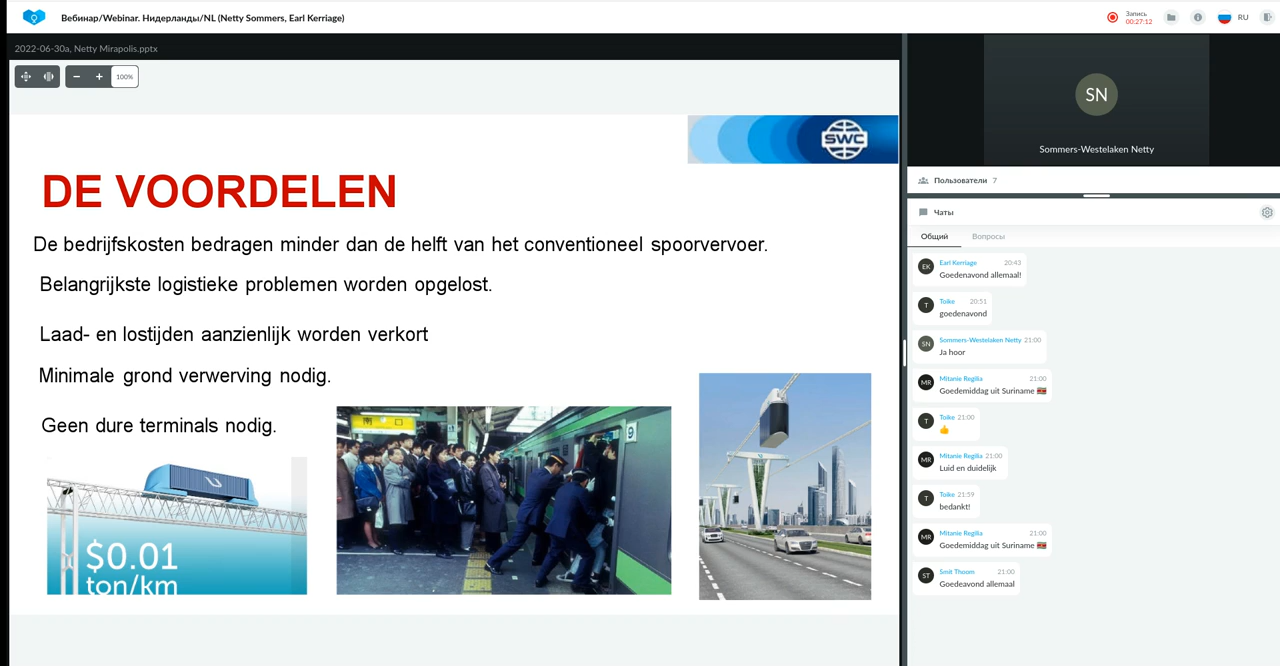 Вебинар/Webinar. Нидерланды/NL (Netty Sommers, Earl Kerriage)
Запись
00:27:12
RU
2022-06-30a, Netty Mirapolis.pptx
100%
SWC
DE VOORDELEN
De bedrijfskosten bedragen minder dan de helft van het conventioneel spoorvervoer.
Belangrijkste logistieke problemen worden opgelost.
Laad- en lostijden aanzienlijk worden verkort
Minimale grond verwerving nodig.
Geen dure terminals nodig.
$0.01
ton/km
南 口
9
SN
Sommers-Westelaken Netty
Пользователи 7
Чаты
Общий Вопросы
EK
Earl Kerriage 20:43
Goedenavond allemaal!
T
Toike 20:51
goedenavond
SN
Sommers-Westelaken Netty 21:00
Ja hoor
MR
Mitanie Regilia 21:00
Goedemiddag uit Suriname 🇸🇷
T
Toike 21:00
👍
MR
Mitanie Regilia 21:00
Luid en duidelijk
T
Toike 21:59
bedankt!
MR
Mitanie Regilia 21:00
Goedemiddag uit Suriname 🇸🇷
ST
Smit Thoom 21:00
Goedeavond allemaal